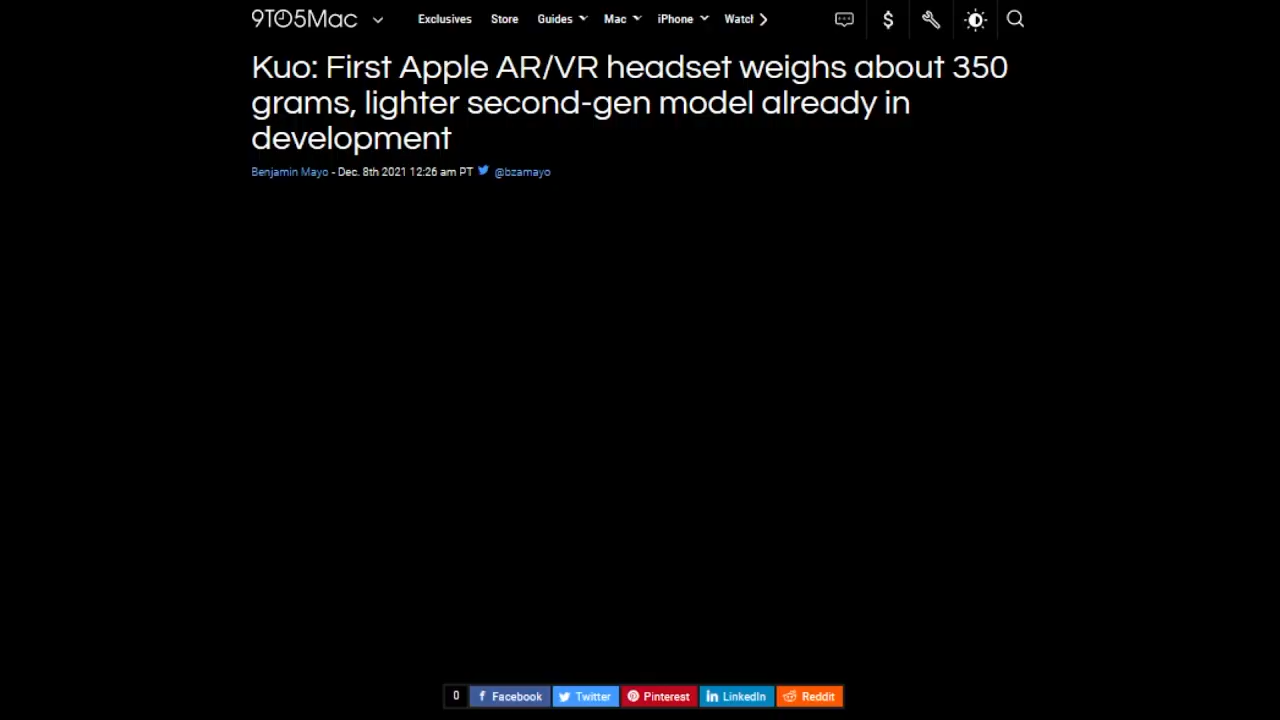 9TO5Mac Exclusives Store Guides Mac iPhone Watch
Kuo: First Apple AR/VR headset weighs about 350
grams, lighter second-gen model already in
development
Benjamin Mayo - Dec. 8th 2021 12:26 am PT @bzamayo
0 Facebook Twitter Pinterest LinkedIn Reddit